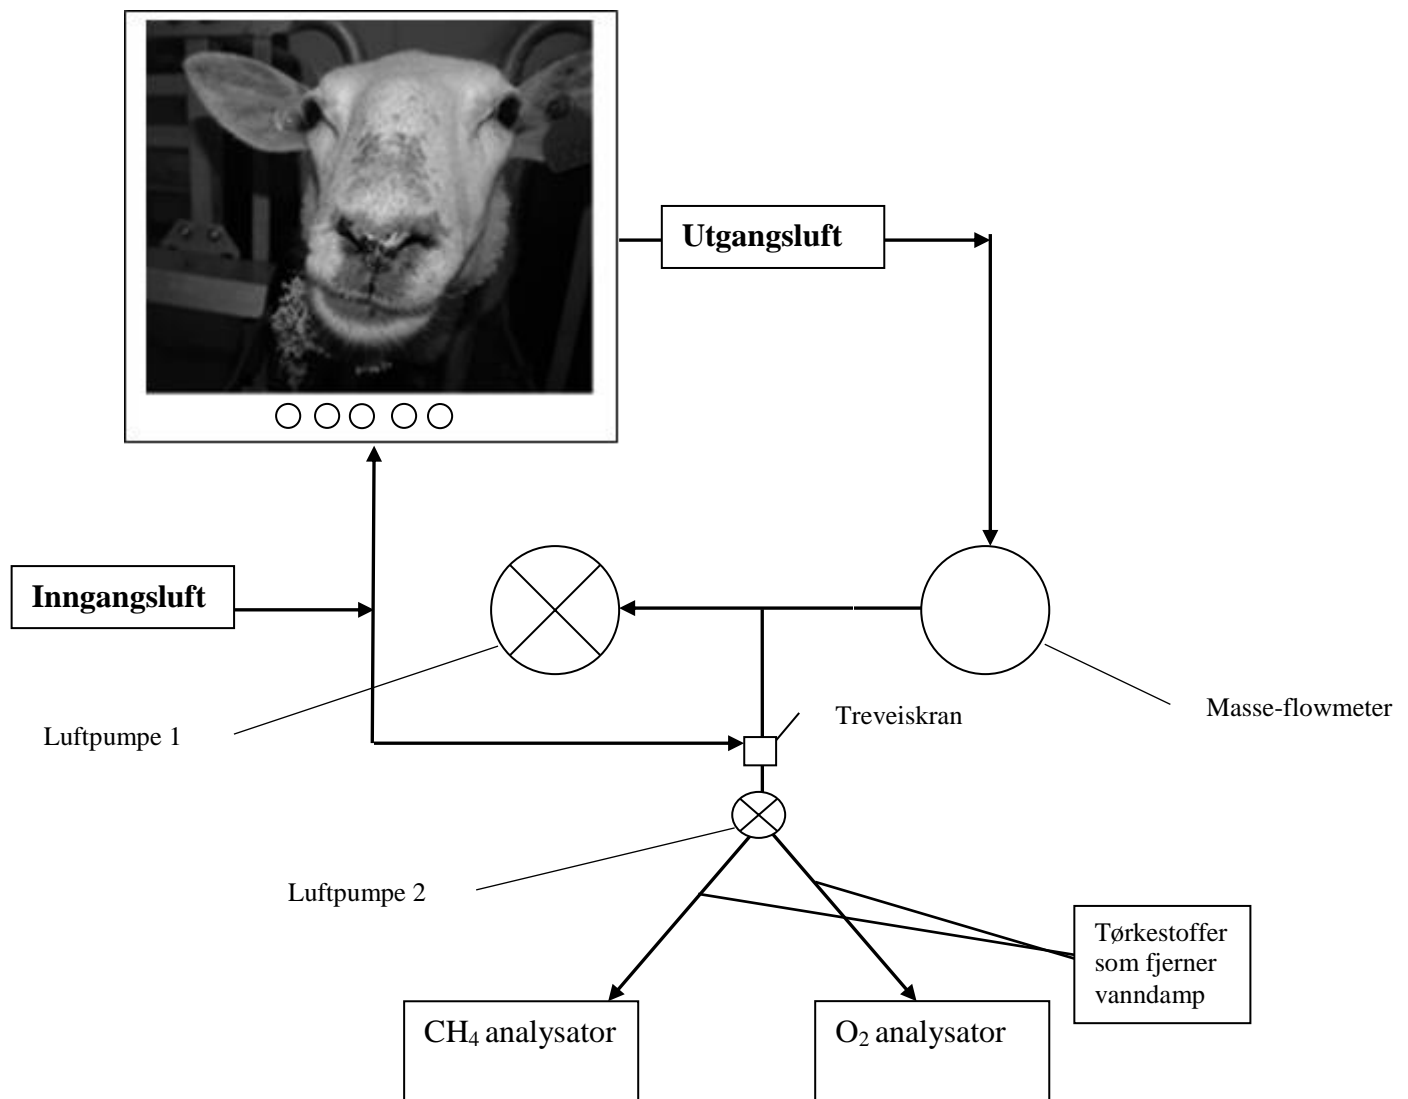 Utgangsluft
Inngangsluft
Luftpumpe 1
Treveiskran
Masse-flowmeter
Luftpumpe 2
Tørkestoffer
som fjerner
vanndamp
CH₄ analysator
O₂ analysator